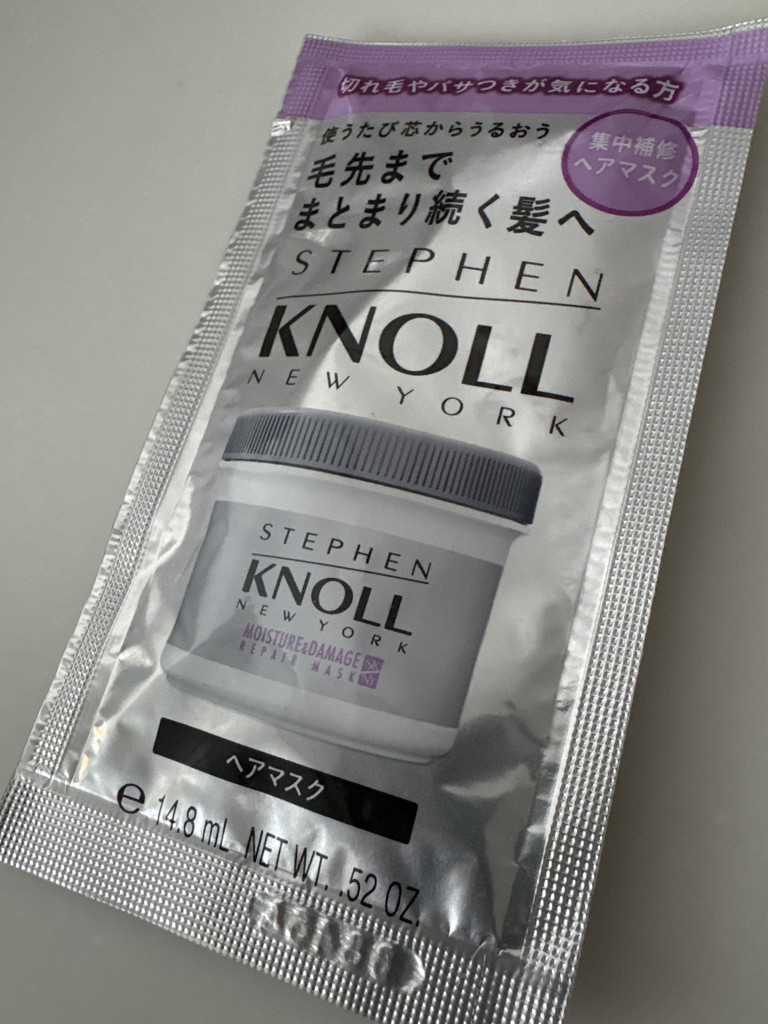 切れ毛やパサつきが気になる方
使うたび芯からうるおう
集中補修
ヘアマスク
毛先まで
まとまり続く髪へ
STEPHEN
KNOLL
NEW YORK
STEPHEN
KNOLL
NEW YORK
MOISTURE&DAMAGE
REPAIR MASK
SK
NY
ヘアマスク
e 14.8 mL NET WT. .52 OZ.